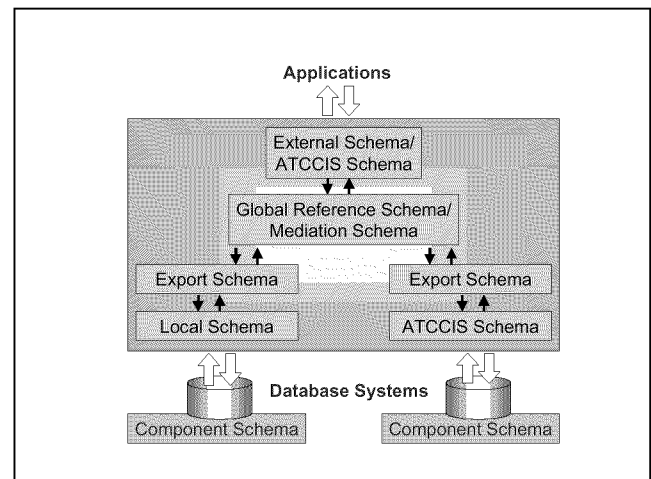 Applications
External Schema/
ATCCIS Schema
Global Reference Schema/
Mediation Schema
Export Schema
Export Schema
Local Schema
ATCCIS Schema
Database Systems
Component Schema
Component Schema